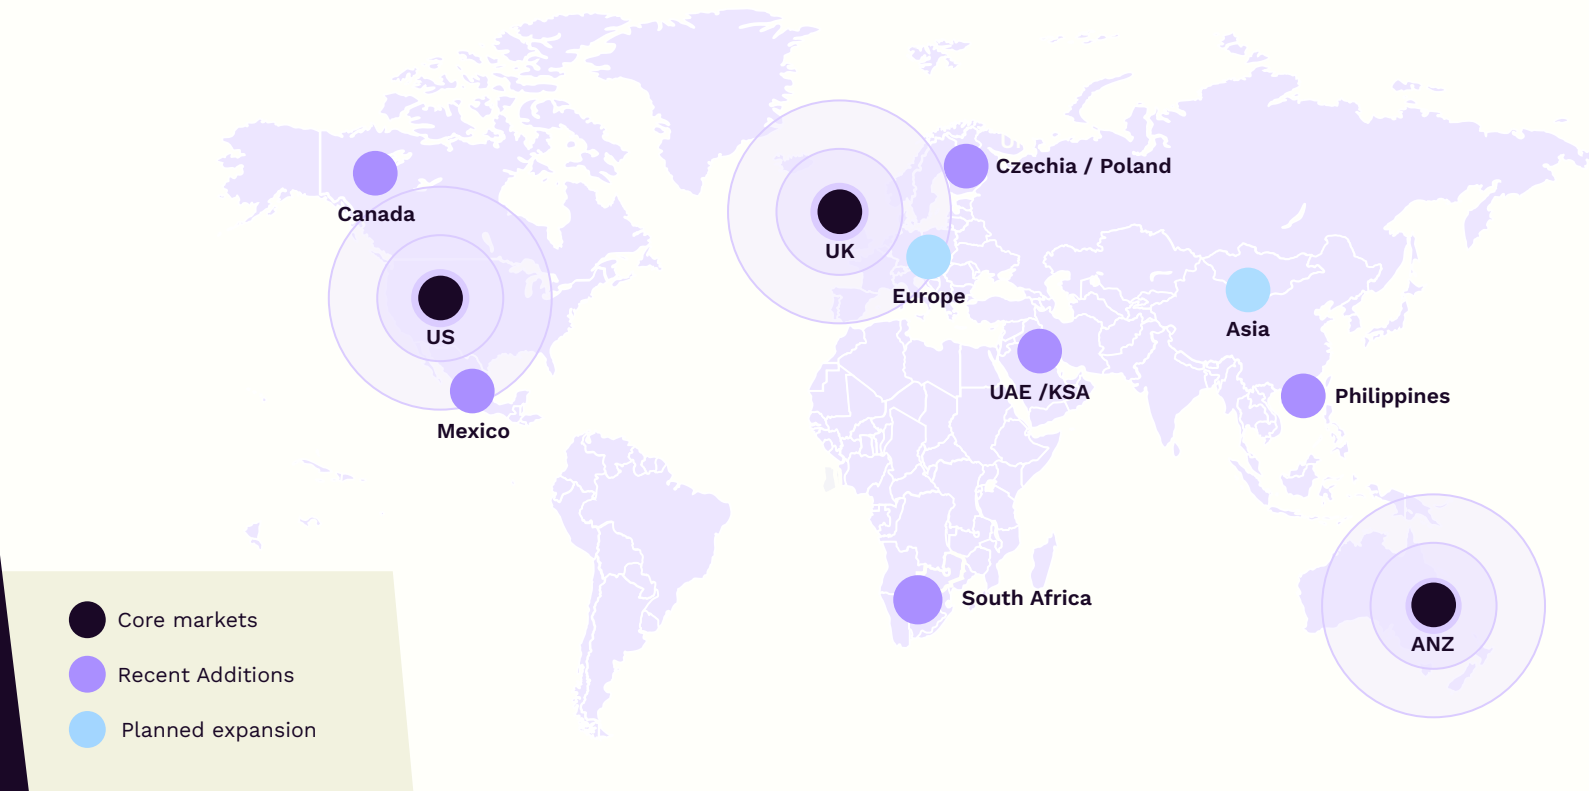 Czechia / Poland
Canada
UK
Europe
US
Asia
UAE /KSA
Philippines
Mexico
South Africa
ANZ
Core markets
Recent Additions
Planned expansion